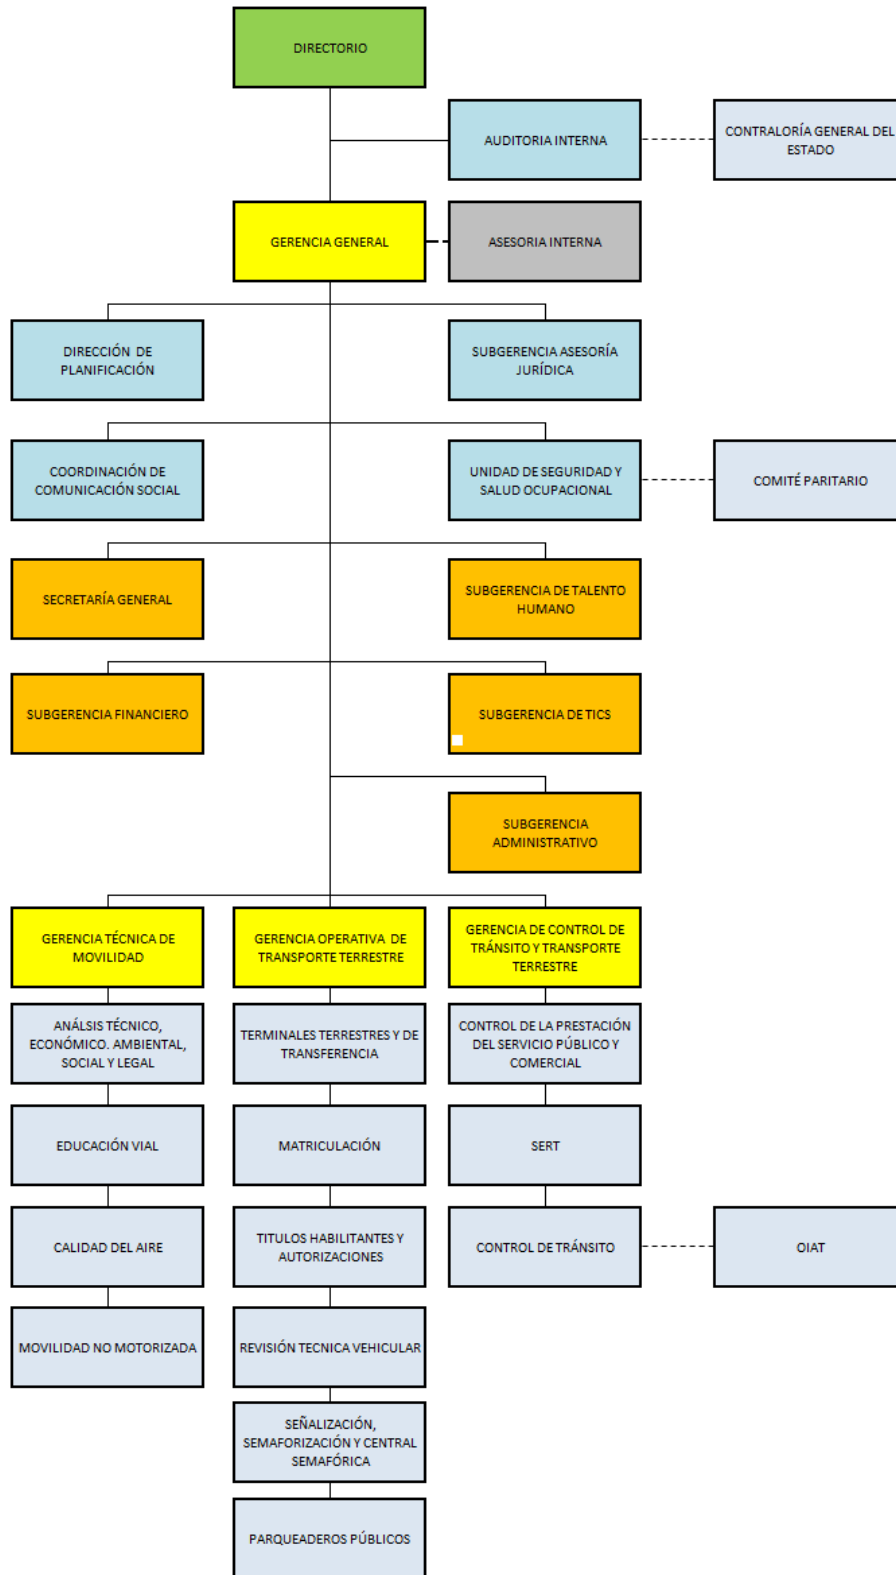 DIRECTORIO
AUDITORIA INTERNA
CONTRALORÍA GENERAL DEL
ESTADO
GERENCIA GENERAL
ASESORIA INTERNA
DIRECCIÓN DE
PLANIFICACIÓN
SUBGERENCIA ASESORÍA
JURÍDICA
COORDINACIÓN DE
COMUNICACIÓN SOCIAL
UNIDAD DE SEGURIDAD Y
SALUD OCUPACIONAL
COMITÉ PARITARIO
SECRETARÍA GENERAL
SUBGERENCIA DE TALENTO
HUMANO
SUBGERENCIA FINANCIERO
SUBGERENCIA DE TICS
SUBGERENCIA
ADMINISTRATIVO
GERENCIA TÉCNICA DE
MOVILIDAD
GERENCIA OPERATIVA DE
TRANSPORTE TERRESTRE
GERENCIA DE CONTROL DE
TRÁNSITO Y TRANSPORTE
TERRESTRE
ANÁLSIS TÉCNICO,
ECONÓMICO. AMBIENTAL,
SOCIAL Y LEGAL
TERMINALES TERRESTRES Y DE
TRANSFERENCIA
CONTROL DE LA PRESTACIÓN
DEL SERVICIO PÚBLICO Y
COMERCIAL
EDUCACIÓN VIAL
MATRICULACIÓN
SERT
CALIDAD DEL AIRE
TITULOS HABILITANTES Y
AUTORIZACIONES
CONTROL DE TRÁNSITO
OIAT
MOVILIDAD NO MOTORIZADA
REVISIÓN TECNICA VEHICULAR
SEÑALIZACIÓN,
SEMAFORIZACIÓN Y CENTRAL
SEMAFÓRICA
PARQUEADEROS PÚBLICOS